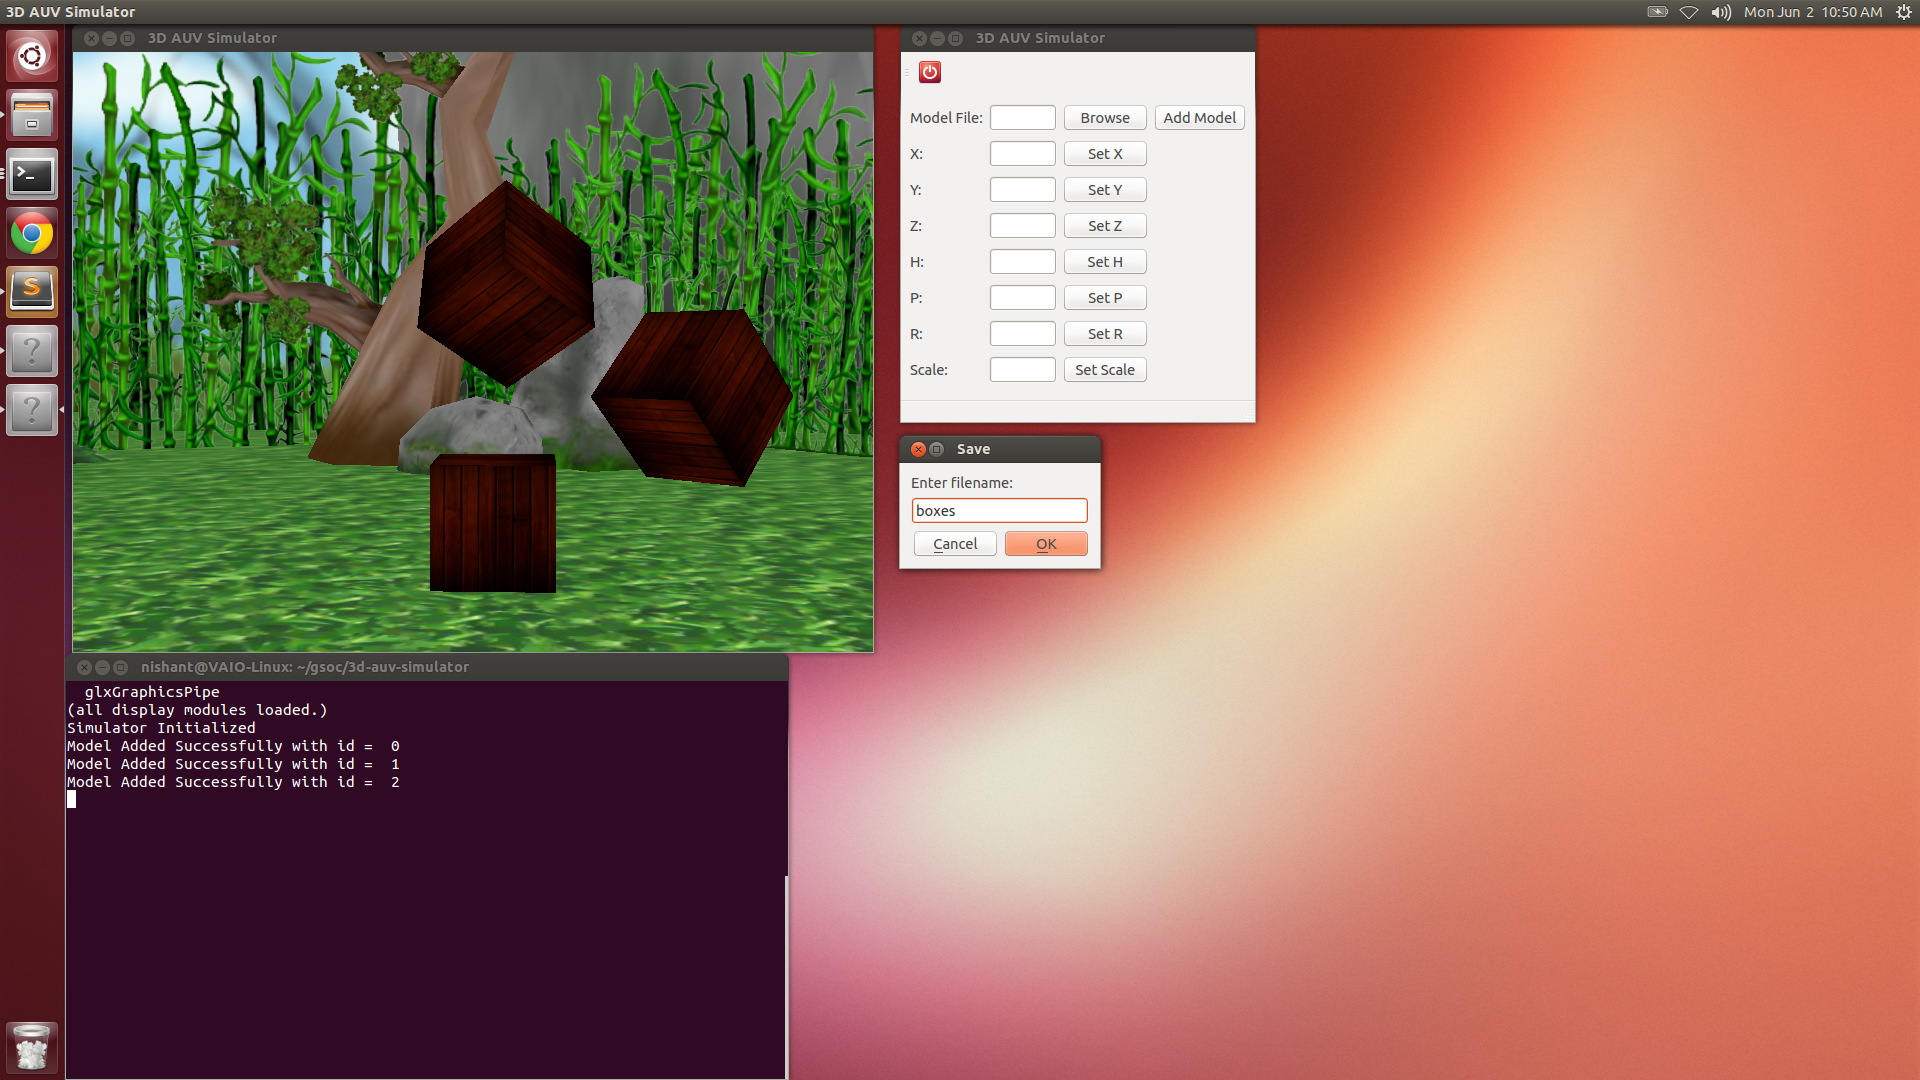 3D AUV Simulator
Mon Jun 2 10:50 AM
3D AUV Simulator
3D AUV Simulator
Model File: Browse Add Model
X: Set X
Y: Set Y
Z: Set Z
H: Set H
P: Set P
R: Set R
Scale: Set Scale
Save
Enter filename:
boxes
Cancel OK
nishant@VAIO-Linux: ~/gsoc/3d-auv-simulator
glxGraphicsPipe
(all display modules loaded.)
Simulator Initialized
Model Added Successfully with id =  0
Model Added Successfully with id =  1
Model Added Successfully with id =  2
>_
S
?
?